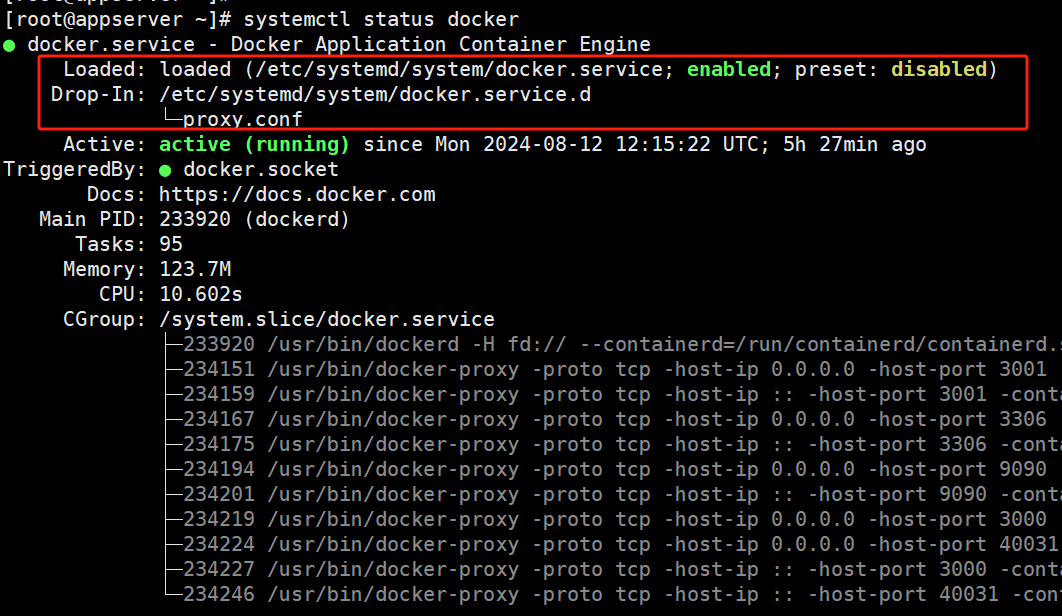 [root@appserver ~]#
[root@appserver ~]# systemctl status docker
● docker.service - Docker Application Container Engine
Loaded: loaded (/etc/systemd/system/docker.service; enabled; preset: disabled)
Drop-In: /etc/systemd/system/docker.service.d
└─proxy.conf
Active: active (running) since Mon 2024-08-12 12:15:22 UTC; 5h 27min ago
TriggeredBy: ● docker.socket
Docs: https://docs.docker.com
Main PID: 233920 (dockerd)
Tasks: 95
Memory: 123.7M
CPU: 10.602s
CGroup: /system.slice/docker.service
├─233920 /usr/bin/dockerd -H fd:// --containerd=/run/containerd/containerd.s
├─234151 /usr/bin/docker-proxy -proto tcp -host-ip 0.0.0.0 -host-port 3001
├─234159 /usr/bin/docker-proxy -proto tcp -host-ip :: -host-port 3001 -conta
├─234167 /usr/bin/docker-proxy -proto tcp -host-ip 0.0.0.0 -host-port 3306
├─234175 /usr/bin/docker-proxy -proto tcp -host-ip :: -host-port 3306 -conta
├─234194 /usr/bin/docker-proxy -proto tcp -host-ip 0.0.0.0 -host-port 9090
├─234201 /usr/bin/docker-proxy -proto tcp -host-ip :: -host-port 9090 -conta
├─234219 /usr/bin/docker-proxy -proto tcp -host-ip 0.0.0.0 -host-port 3000
├─234224 /usr/bin/docker-proxy -proto tcp -host-ip 0.0.0.0 -host-port 40031
├─234227 /usr/bin/docker-proxy -proto tcp -host-ip :: -host-port 3000 -conta
└─234246 /usr/bin/docker-proxy -proto tcp -host-ip :: -host-port 40031 -con